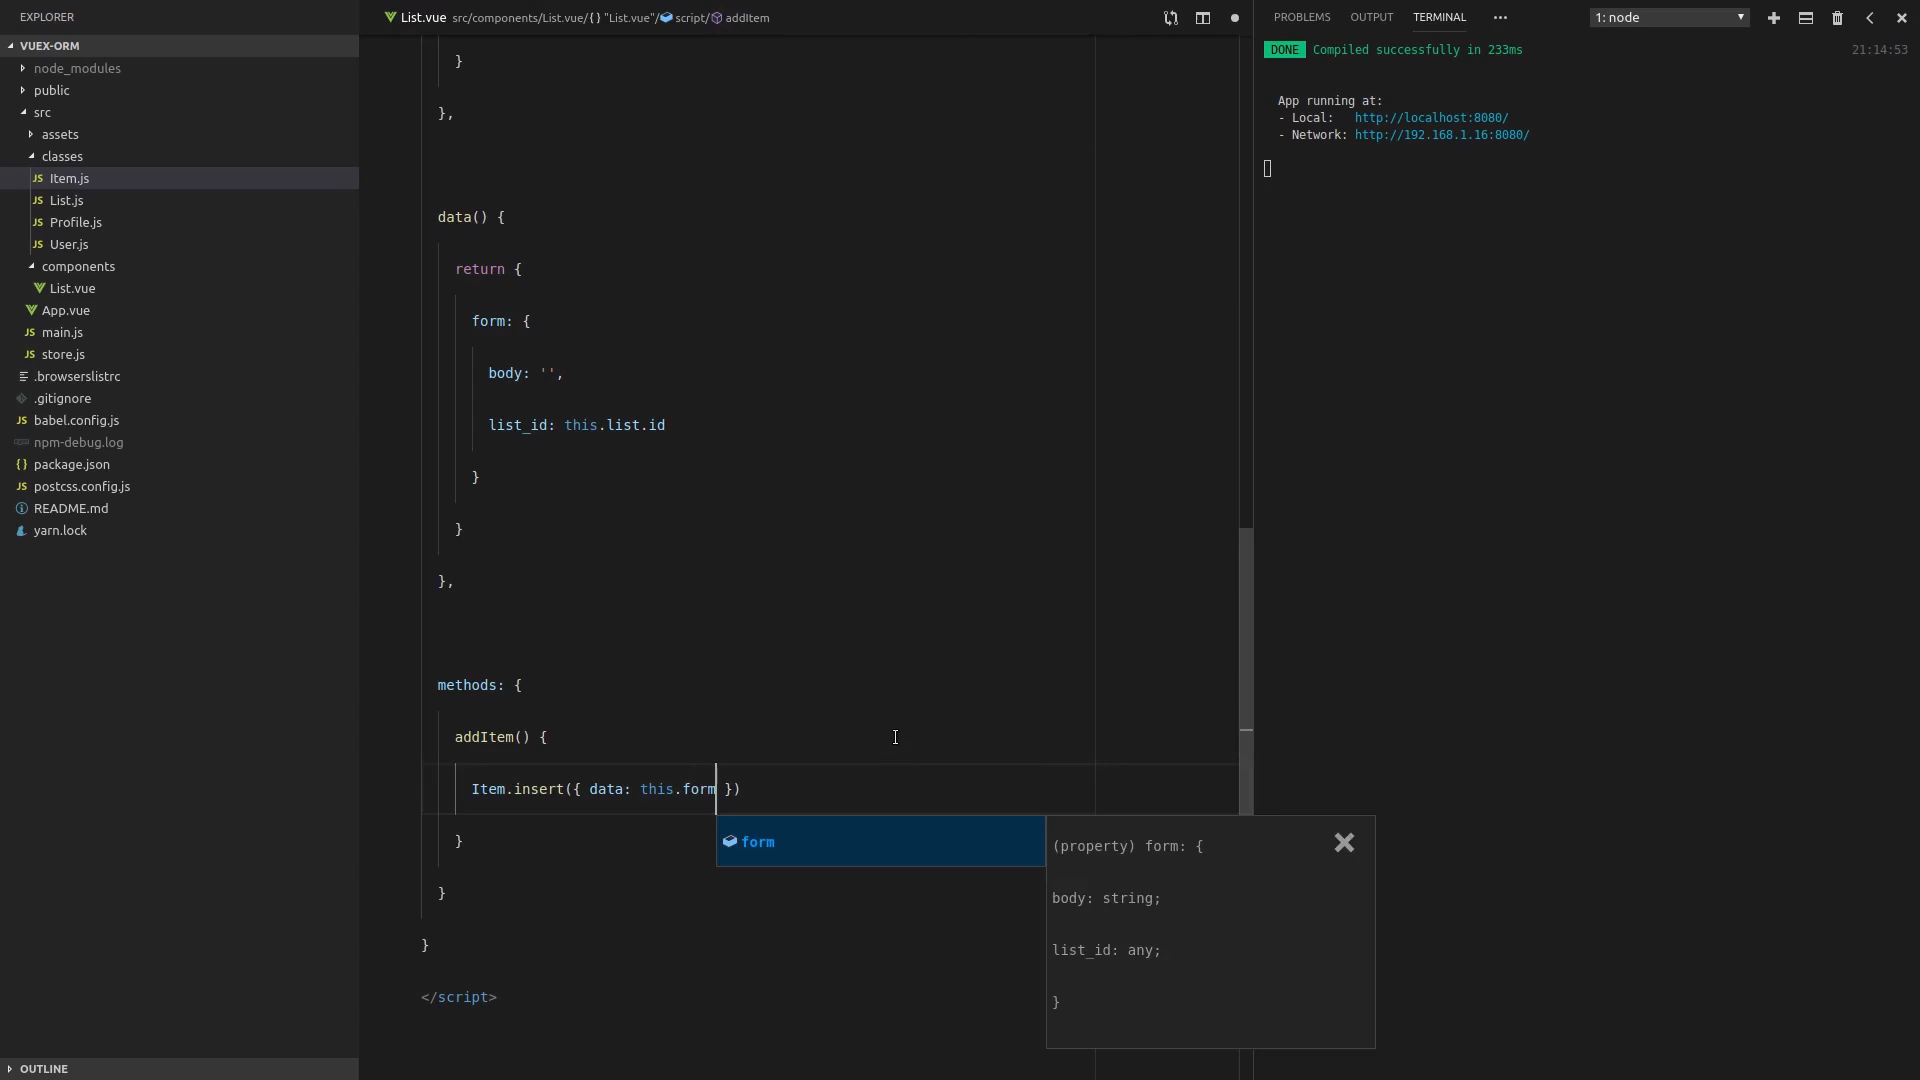 EXPLORER
VUEX-ORM
node_modules
public
src
assets
classes
JS Item.js
JS List.js
JS Profile.js
JS User.js
components
List.vue
App.vue
JS main.js
JS store.js
.browserslistrc
.gitignore
JS babel.config.js
npm-debug.log
{} package.json
JS postcss.config.js
README.md
yarn.lock
OUTLINE
List.vue src/components/List.vue/{} "List.vue"/script/addItem
}
},
data() {
return {
form: {
body: '',
list_id: this.list.id
}
}
},
methods: {
addItem() {
Item.insert({ data: this.form })
}
}
}
</script>
form
(property) form: {
body: string;
list_id: any;
}
PROBLEMS OUTPUT TERMINAL ··· 1: node
DONE Compiled successfully in 233ms 21:14:53
App running at:
- Local: http://localhost:8080/
- Network: http://192.168.1.16:8080/